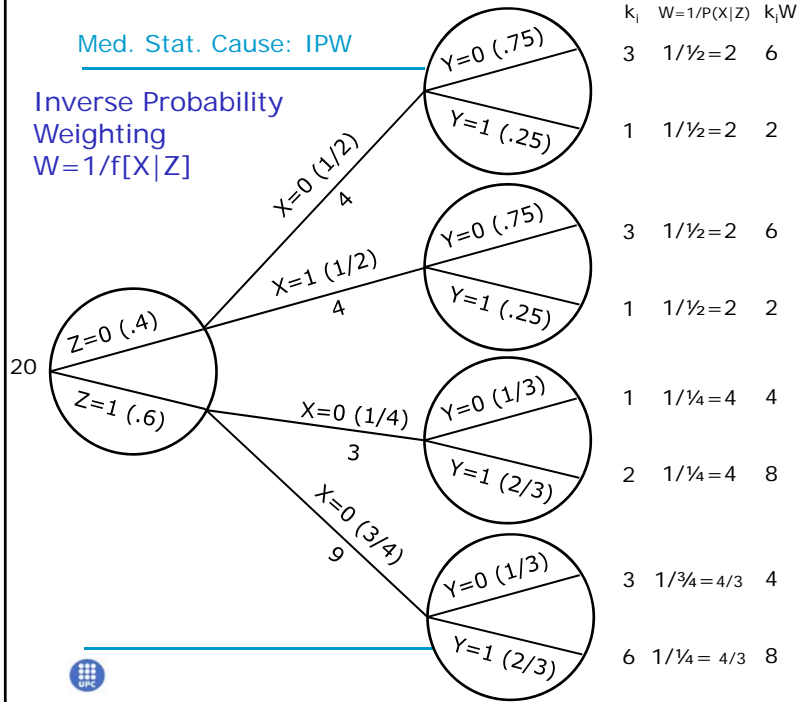 Med. Stat. Cause: IPW
Inverse Probability
Weighting
W=1/f[X|Z]
kᵢ W=1/P(X|Z) kᵢW
20
Z=0 (.4)
Z=1 (.6)
X=0 (1/2)
4
X=1 (1/2)
4
X=0 (1/4)
3
X=0 (3/4)
9
Y=0 (.75)
3 1/½=2 6
Y=1 (.25)
1 1/½=2 2
Y=0 (.75)
3 1/½=2 6
Y=1 (.25)
1 1/½=2 2
Y=0 (1/3)
1 1/¼=4 4
Y=1 (2/3)
2 1/¼=4 8
Y=0 (1/3)
3 1/¾=4/3 4
Y=1 (2/3)
6 1/¼= 4/3 8
UPC